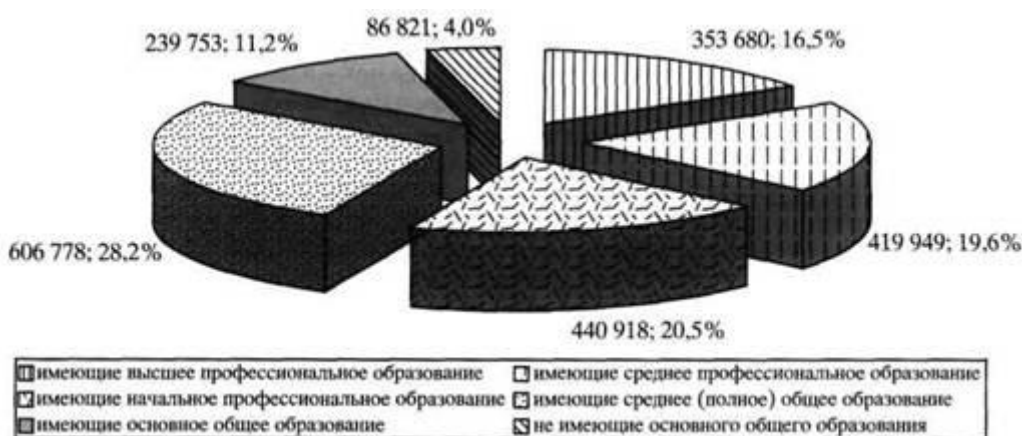 86 821; 4,0%
239 753; 11,2%
353 680; 16,5%
606 778; 28,2%
419 949; 19,6%
440 918; 20,5%
имеющие высшее профессиональное образование
имеющие среднее профессиональное образование
имеющие начальное профессиональное образование
имеющие среднее (полное) общее образование
имеющие основное общее образование
не имеющие основного общего образования